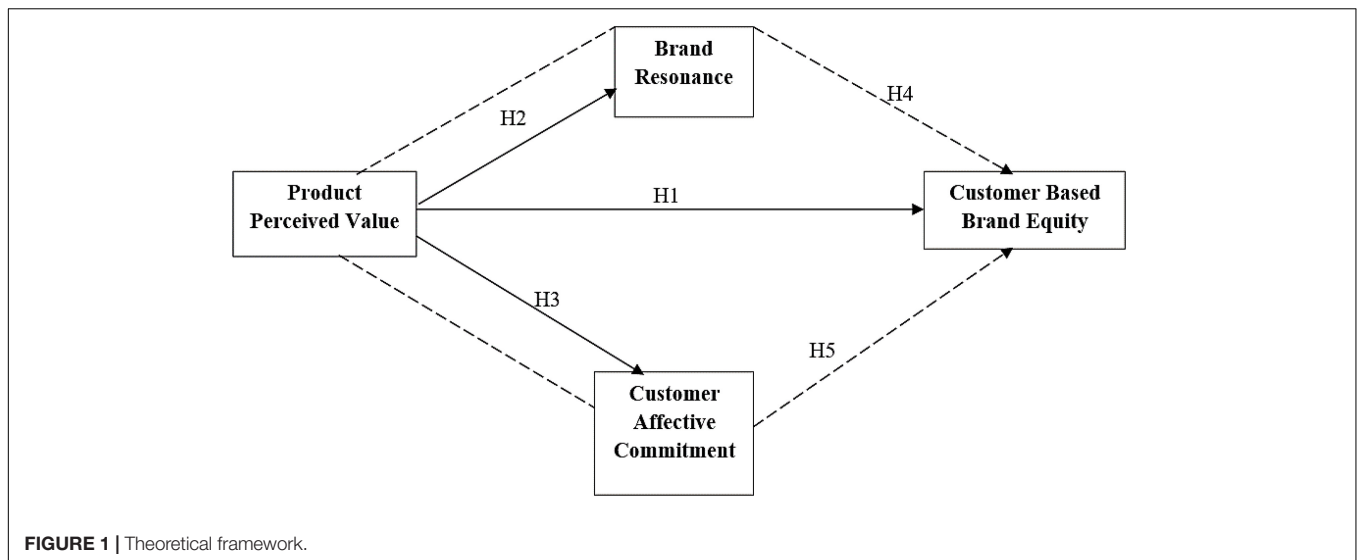 Brand
Resonance
H4
H2
Product
Perceived Value
H1
Customer Based
Brand Equity
H3
H5
Customer
Affective
Commitment
FIGURE 1 | Theoretical framework.